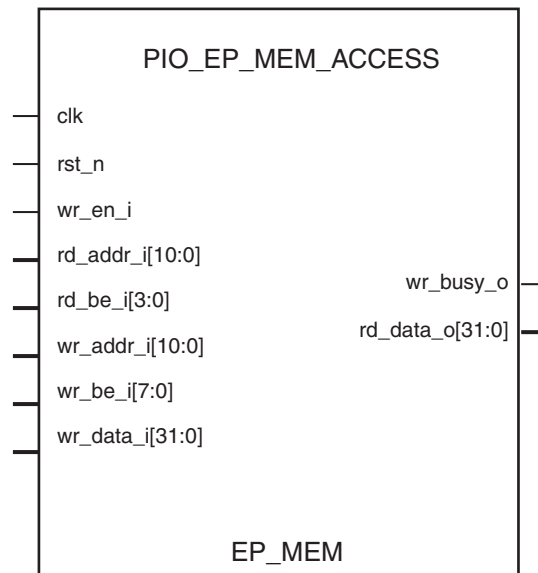 PIO_EP_MEM_ACCESS
clk
rst_n
wr_en_i
rd_addr_i[10:0]
rd_be_i[3:0]
wr_addr_i[10:0]
wr_be_i[7:0]
wr_data_i[31:0]
wr_busy_o
rd_data_o[31:0]
EP_MEM